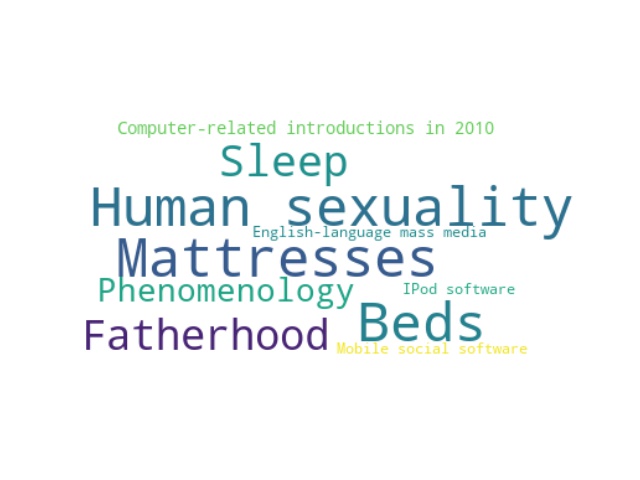 Computer-related introductions in 2010
Sleep
Human sexuality
English-language mass media
Mattresses
Phenomenology
IPod software
Beds
Fatherhood
Mobile social software